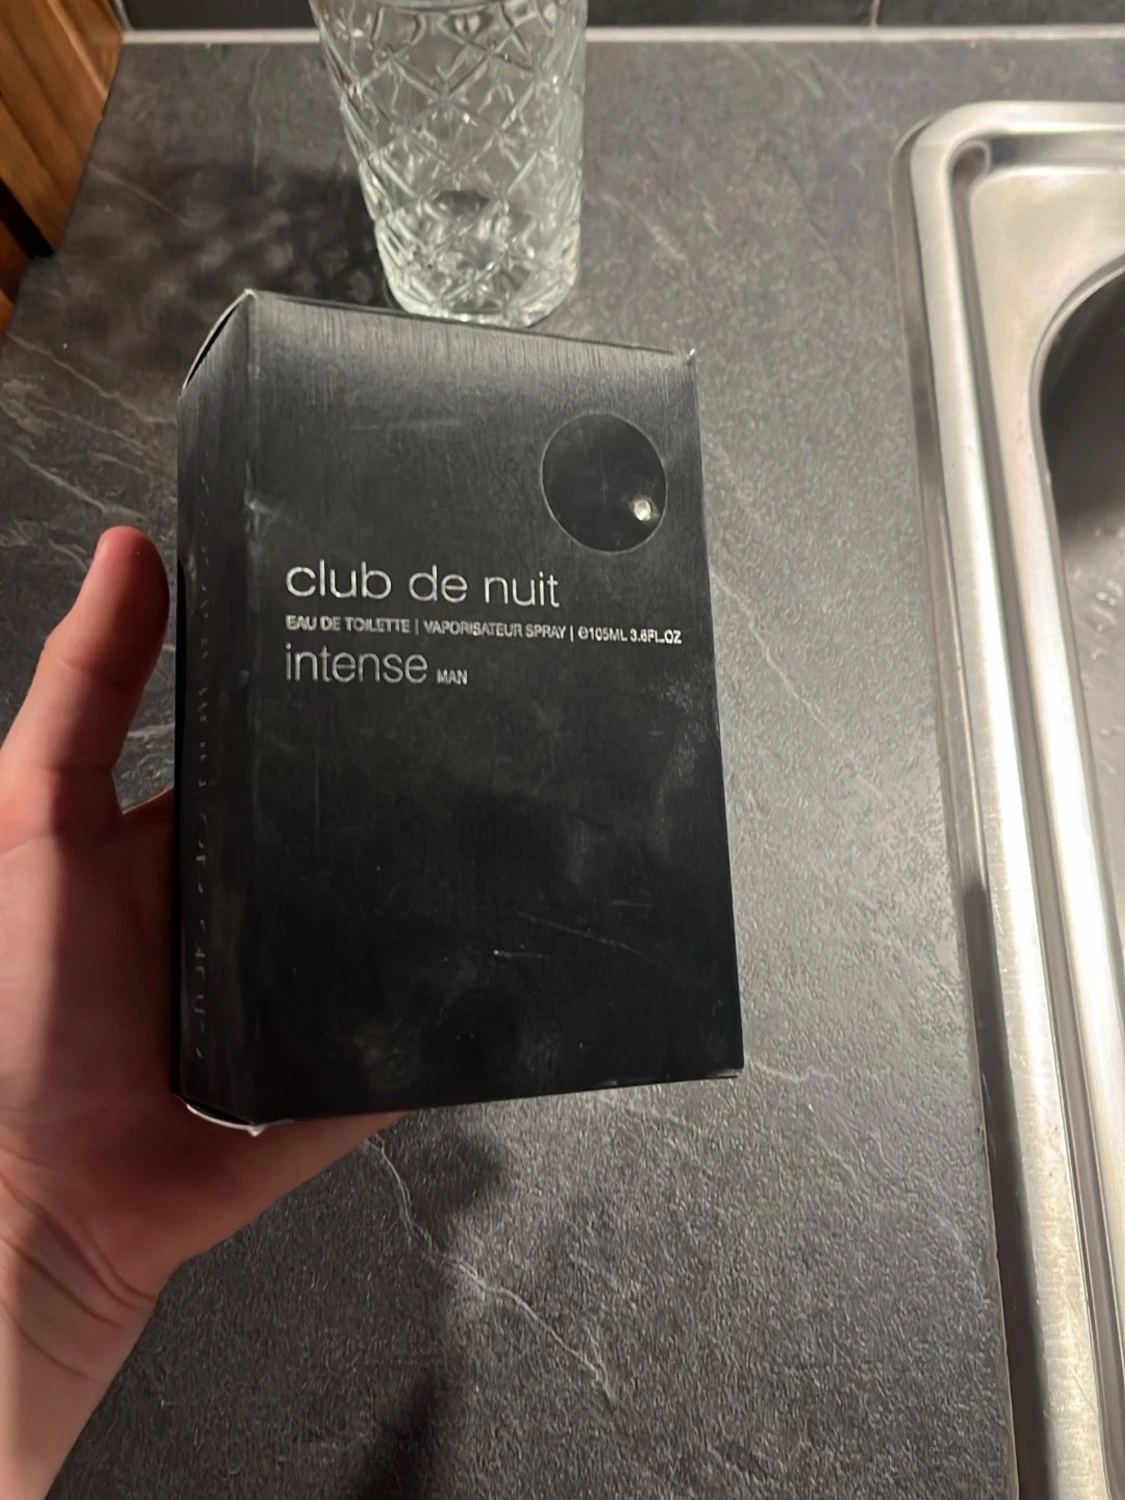 club de nuit
EAU DE TOILETTE | VAPORISATEUR SPRAY | ℮105ML 3.6FL.OZ
intense MAN